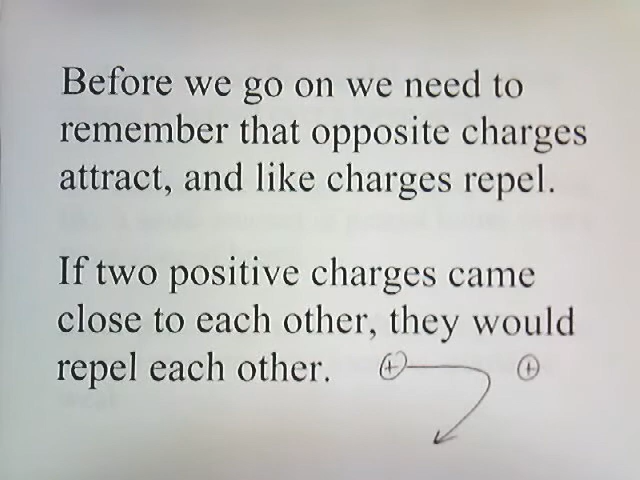 Before we go on we need to
remember that opposite charges
attract, and like charges repel.
If two positive charges came
close to each other, they would
repel each other. + +